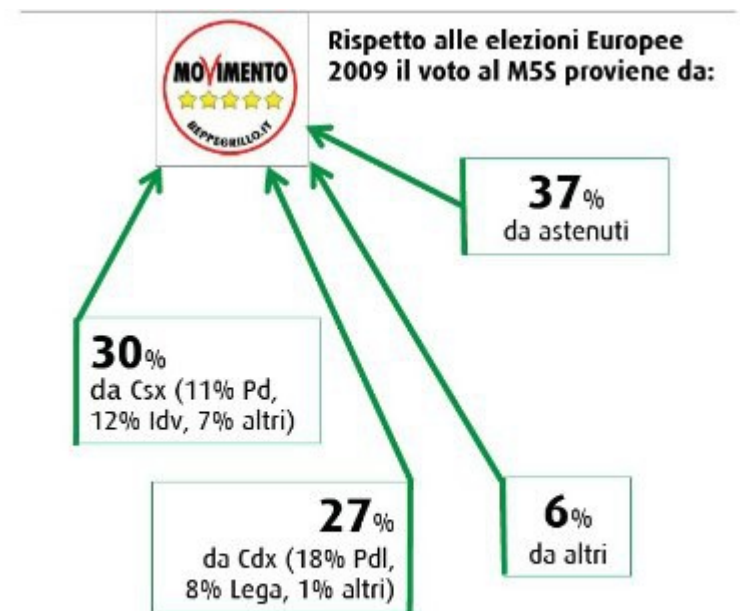 MOVIMENTO
BEPPEGRILLO.IT
Rispetto alle elezioni Europee
2009 il voto al M5S proviene da:
37%
da astenuti
30%
da Csx (11% Pd,
12% Idv, 7% altri)
27%
da Cdx (18% Pdl,
8% Lega, 1% altri)
6%
da altri